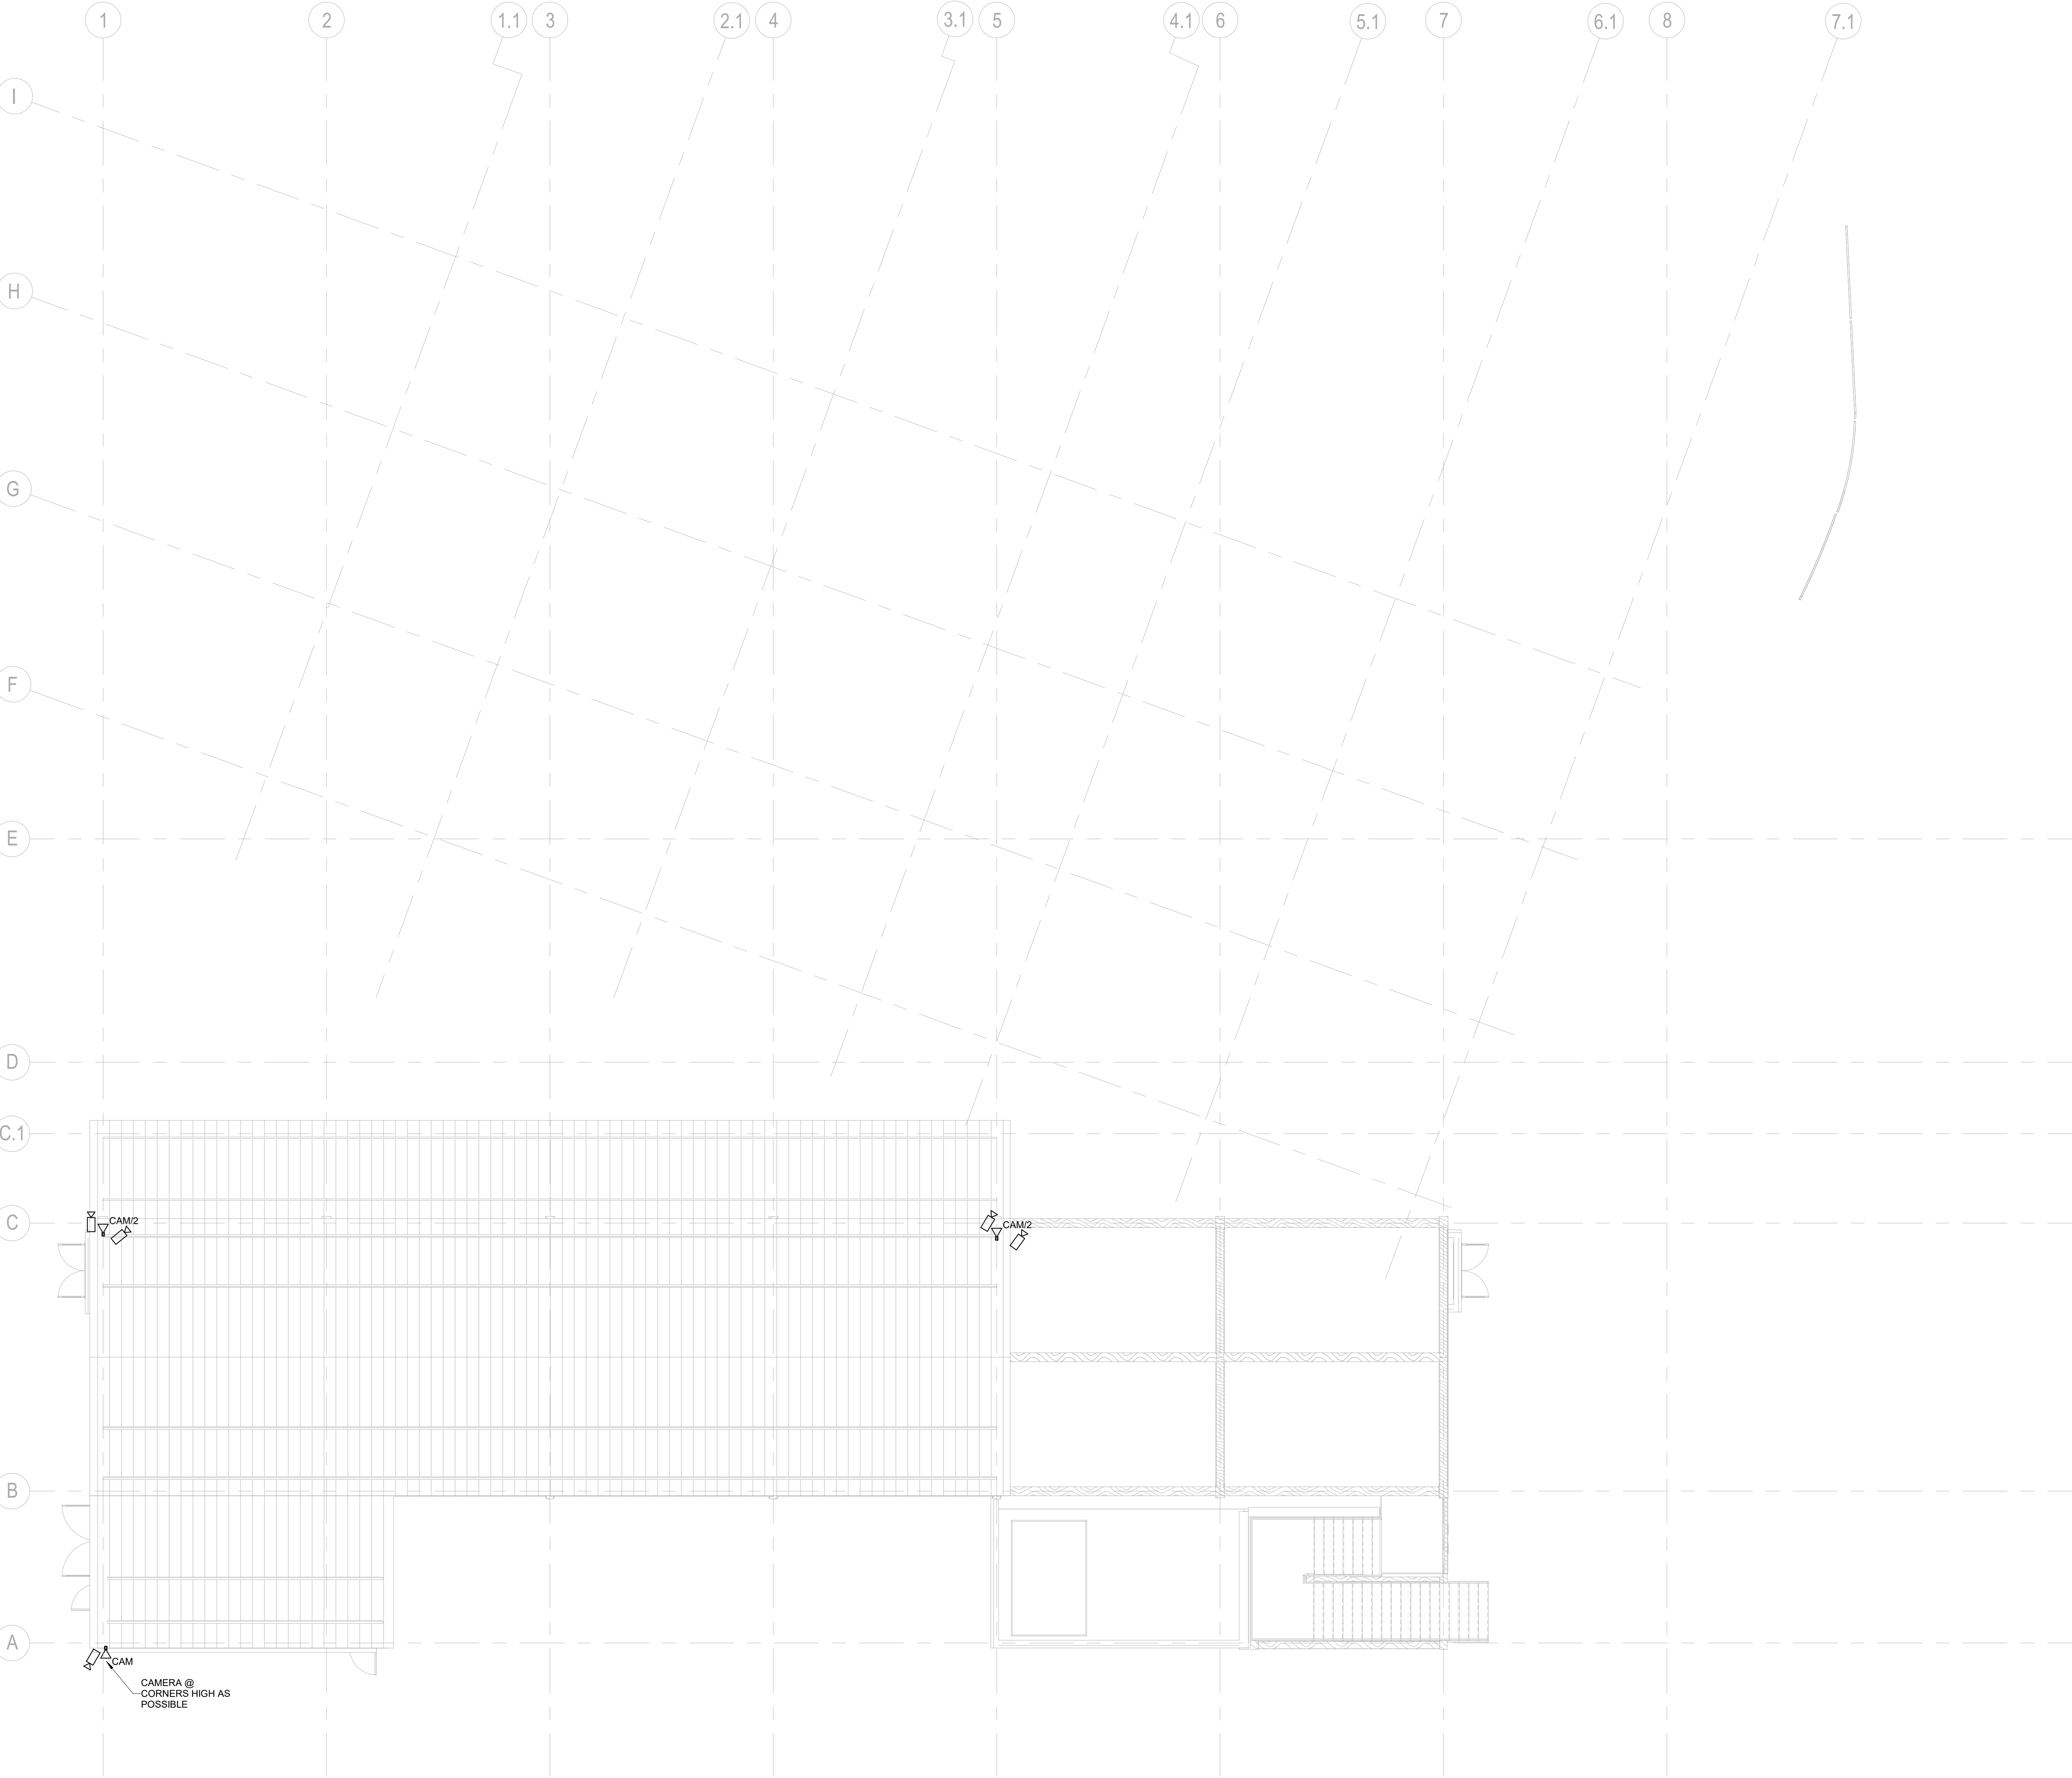 1
2
1.1
3
2.1
4
3.1
5
4.1
6
5.1
7
6.1
8
7.1
I
H
G
F
E
D
C.1
C
CAM/2
CAM/2
B
A
CAM
CAMERA @
CORNERS HIGH AS
POSSIBLE